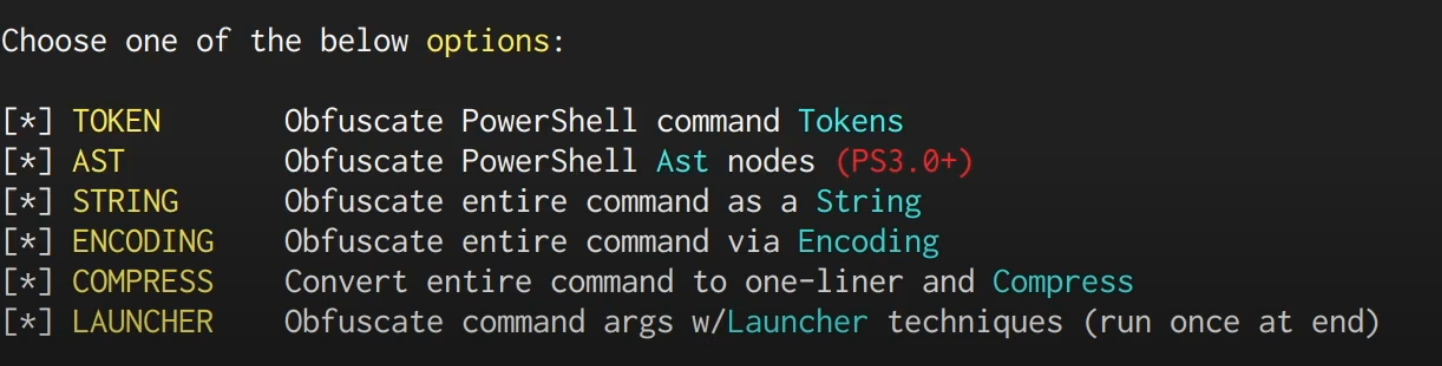 Choose one of the below options:
[*] TOKEN Obfuscate PowerShell command Tokens
[*] AST Obfuscate PowerShell Ast nodes (PS3.0+)
[*] STRING Obfuscate entire command as a String
[*] ENCODING Obfuscate entire command via Encoding
[*] COMPRESS Convert entire command to one-liner and Compress
[*] LAUNCHER Obfuscate command args w/Launcher techniques (run once at end)